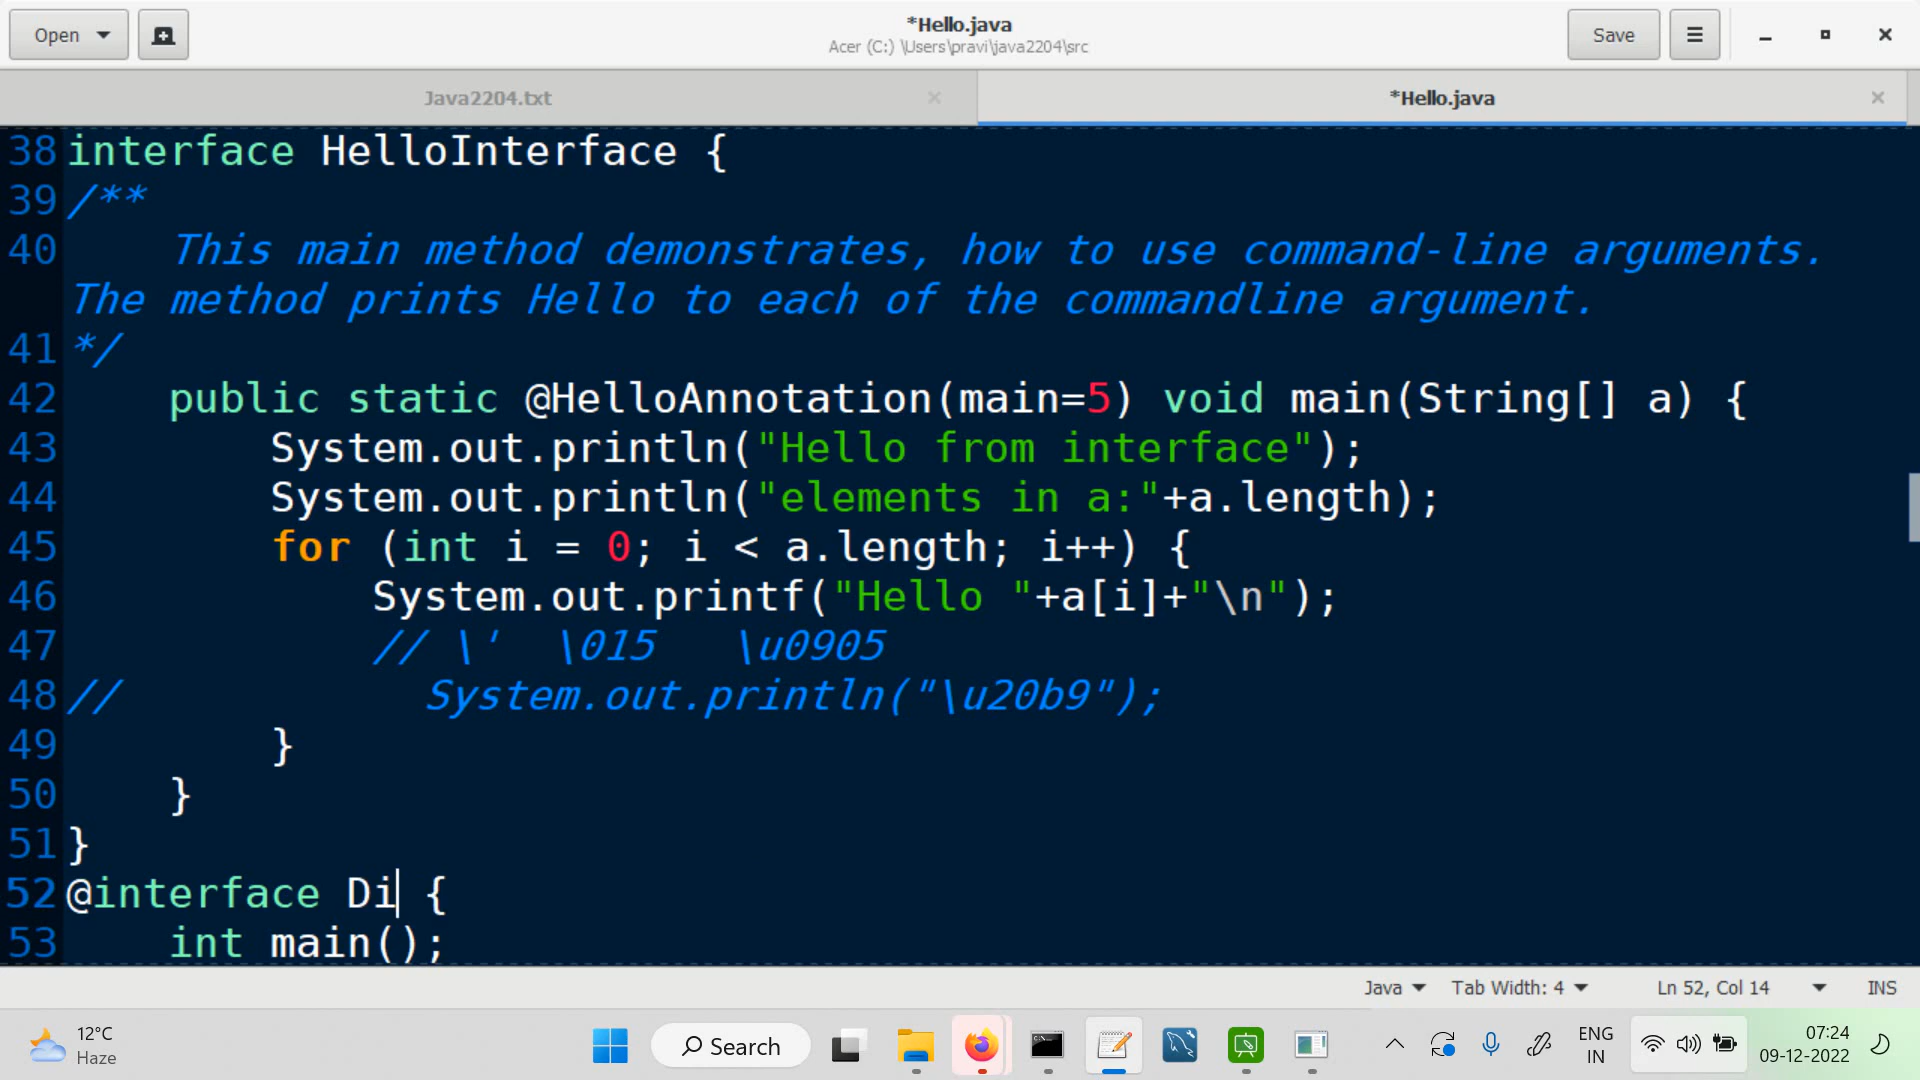 Open
*Hello.java
Acer (C:) \Users\pravi\java2204\src
Save
Java2204.txt
*Hello.java
38 interface HelloInterface {
39 /**
40     This main method demonstrates, how to use command-line arguments.
The method prints Hello to each of the commandline argument.
41 */
42     public static @HelloAnnotation(main=5) void main(String[] a) {
43         System.out.println("Hello from interface");
44         System.out.println("elements in a:"+a.length);
45         for (int i = 0; i < a.length; i++) {
46             System.out.printf("Hello "+a[i]+"\n");
47             // \'  \015   \u0905
48 //            System.out.println("\u20b9");
49         }
50     }
51 }
52 @interface Di {
53     int main();
Java Tab Width: 4 Ln 52, Col 14 INS
12°C
Haze
Search
ENG
IN
07:24
09-12-2022